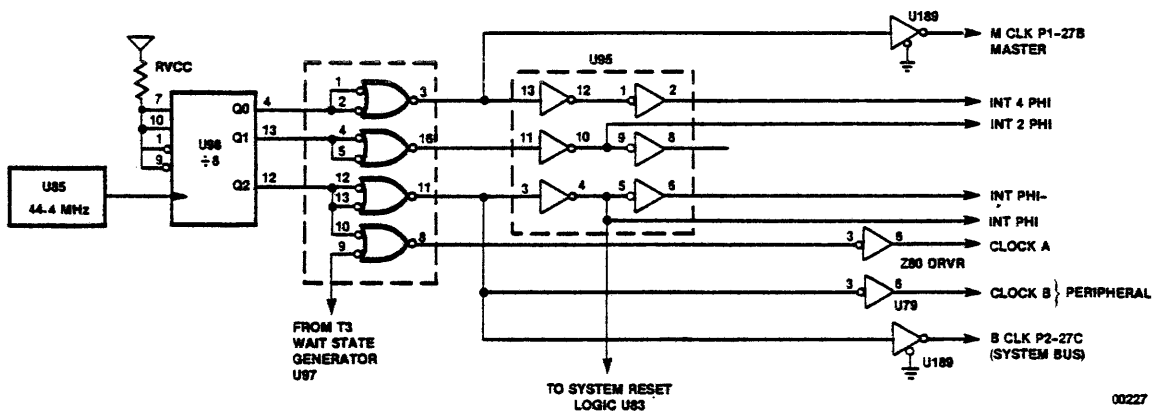 U189
M CLK P1-27B
MASTER
RVCC
U95
7
10
1
9
U98
÷8
Q0
4
Q1
13
Q2
12
1
2
3
4
5
16
12
13
11
10
9
8
13
12
1
2
INT 4 PHI
INT 2 PHI
11
10
9
8
3
4
5
6
INT PHI-
INT PHI
U85
44-4 MHz
3
6
CLOCK A
Z80 DRVR
3
6
CLOCK B } PERIPHERAL
U79
FROM T3
WAIT STATE
GENERATOR
U97
B CLK P2-27C
(SYSTEM BUS)
U189
TO SYSTEM RESET
LOGIC U83
00227